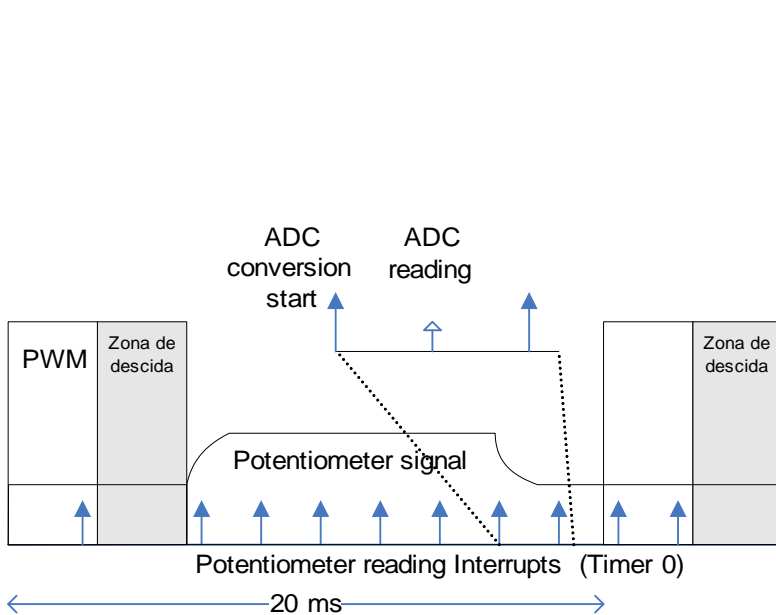 ADC
conversion
start
ADC
reading
PWM
Zona de
descida
Zona de
descida
Potentiometer signal
Potentiometer reading Interrupts (Timer 0)
20 ms